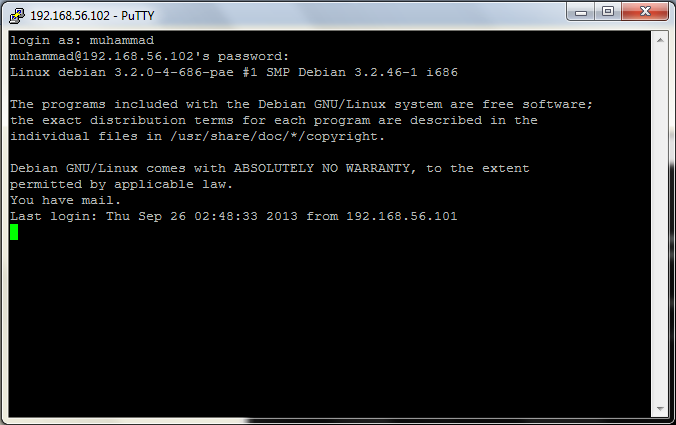 192.168.56.102 - PuTTY
login as: muhammad
muhammad@192.168.56.102's password:
Linux debian 3.2.0-4-686-pae #1 SMP Debian 3.2.46-1 i686
The programs included with the Debian GNU/Linux system are free software;
the exact distribution terms for each program are described in the
individual files in /usr/share/doc/*/copyright.
Debian GNU/Linux comes with ABSOLUTELY NO WARRANTY, to the extent
permitted by applicable law.
You have mail.
Last login: Thu Sep 26 02:48:33 2013 from 192.168.56.101